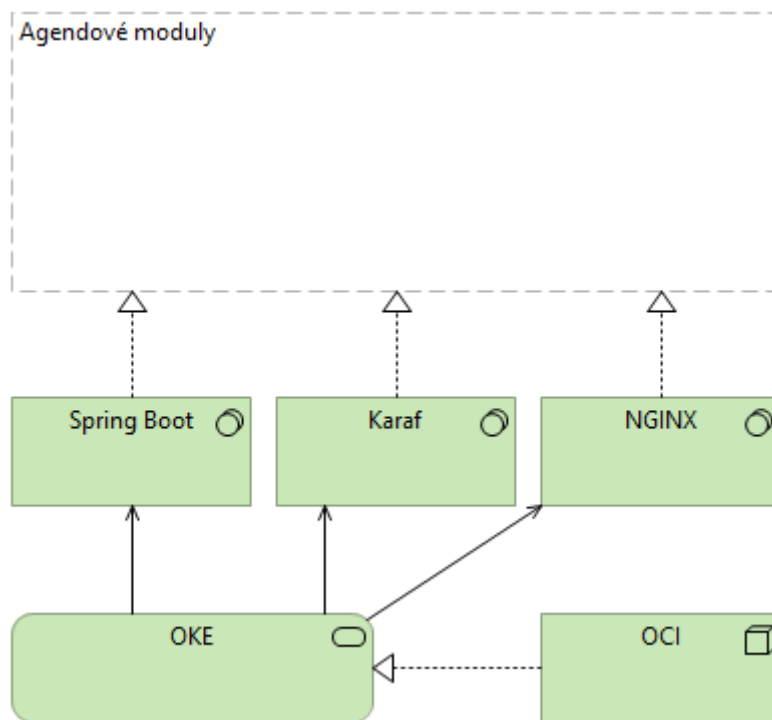 Agendové moduly
Spring Boot
Karaf
NGINX
OKE
OCI